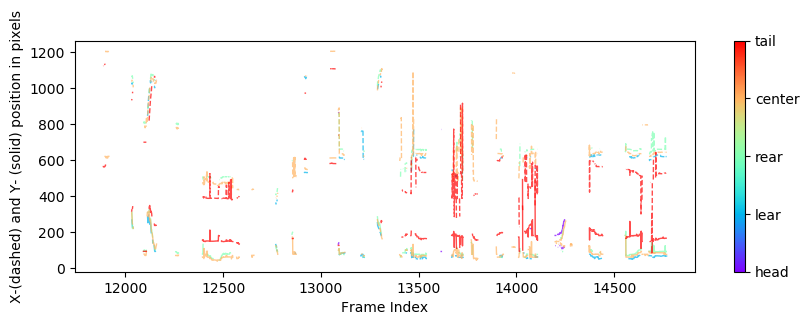 X-(dashed) and Y- (solid) position in pixels
1200
1000
800
600
400
200
0
12000
12500
13000
13500
14000
14500
Frame Index
tail
center
rear
lear
head